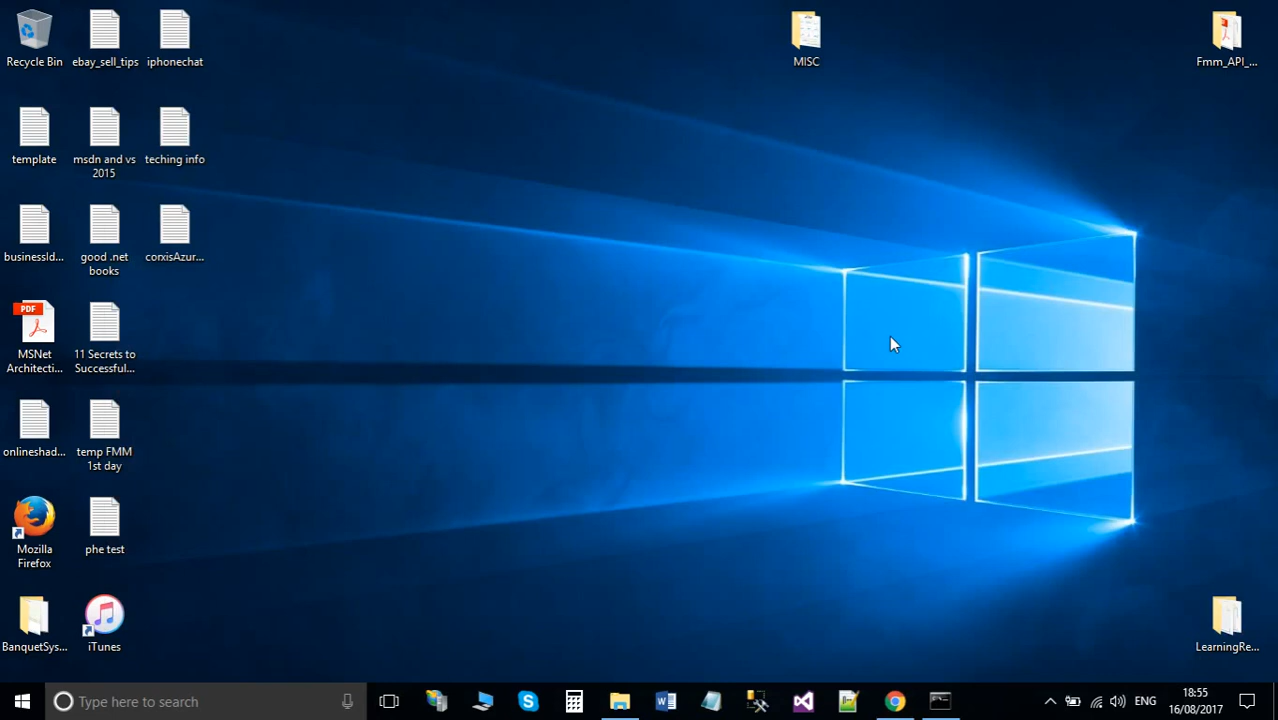 Recycle Bin
ebay_sell_tips
iphonechat
MISC
Fmm_API_...
template
msdn and vs
2015
teching info
businessId...
good .net
books
corxisAzur...
PDF
MSNet
Architecti...
11 Secrets to
Successful...
onlineshad...
temp FMM
1st day
Mozilla
Firefox
phe test
BanquetSys...
iTunes
LearningRe...
Type here to search
ENG
18:55
16/08/2017